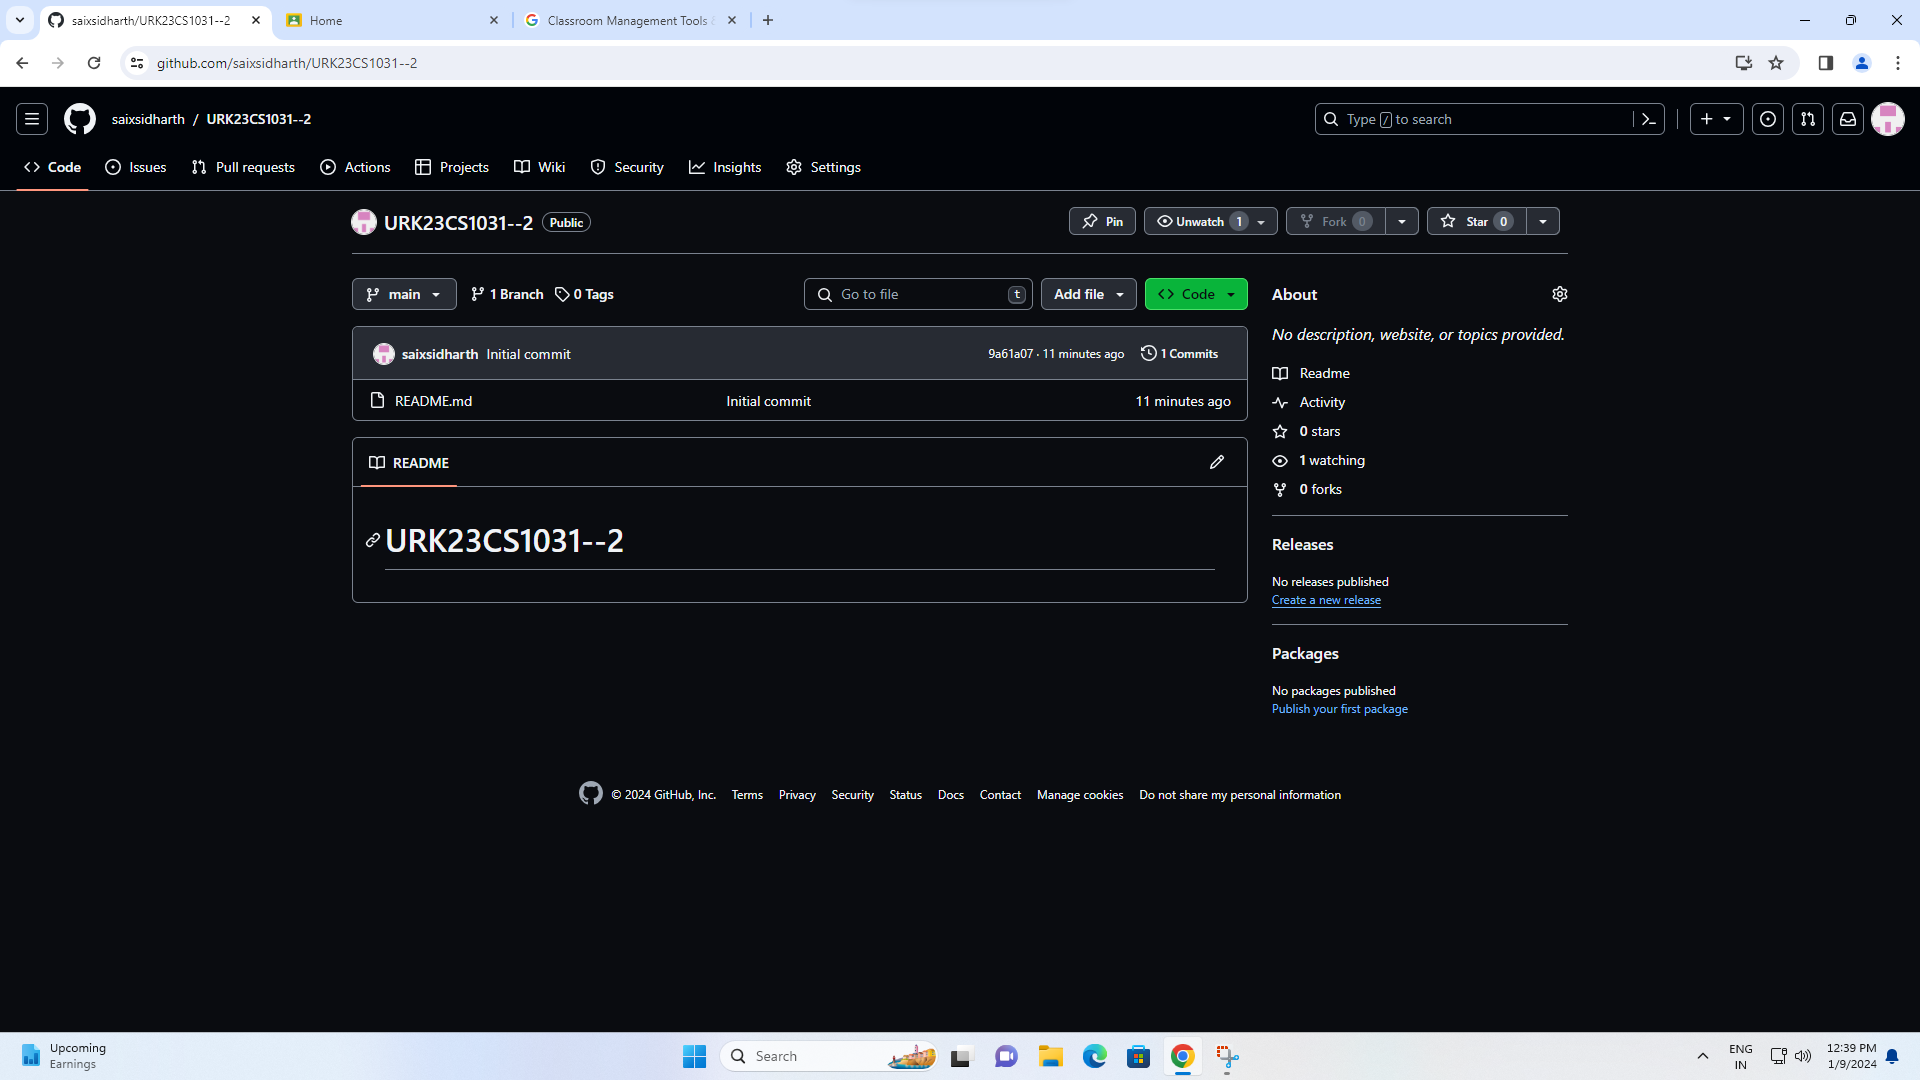 saixsidharth/URK23CS1031--2
Home
Classroom Management Tools
github.com/saixsidharth/URK23CS1031--2
saixsidharth / URK23CS1031--2
Type / to search
Code Issues Pull requests Actions Projects Wiki Security Insights Settings
URK23CS1031--2 Public
Pin Unwatch 1 Fork 0 Star 0
main 1 Branch 0 Tags Go to file t Add file Code
saixsidharth Initial commit 9a61a07 · 11 minutes ago 1 Commits
README.md Initial commit 11 minutes ago
README
URK23CS1031--2
About
No description, website, or topics provided.
Readme
Activity
0 stars
1 watching
0 forks
Releases
No releases published
Create a new release
Packages
No packages published
Publish your first package
© 2024 GitHub, Inc. Terms Privacy Security Status Docs Contact Manage cookies Do not share my personal information
Upcoming
Earnings
Search
ENG
IN
12:39 PM
1/9/2024